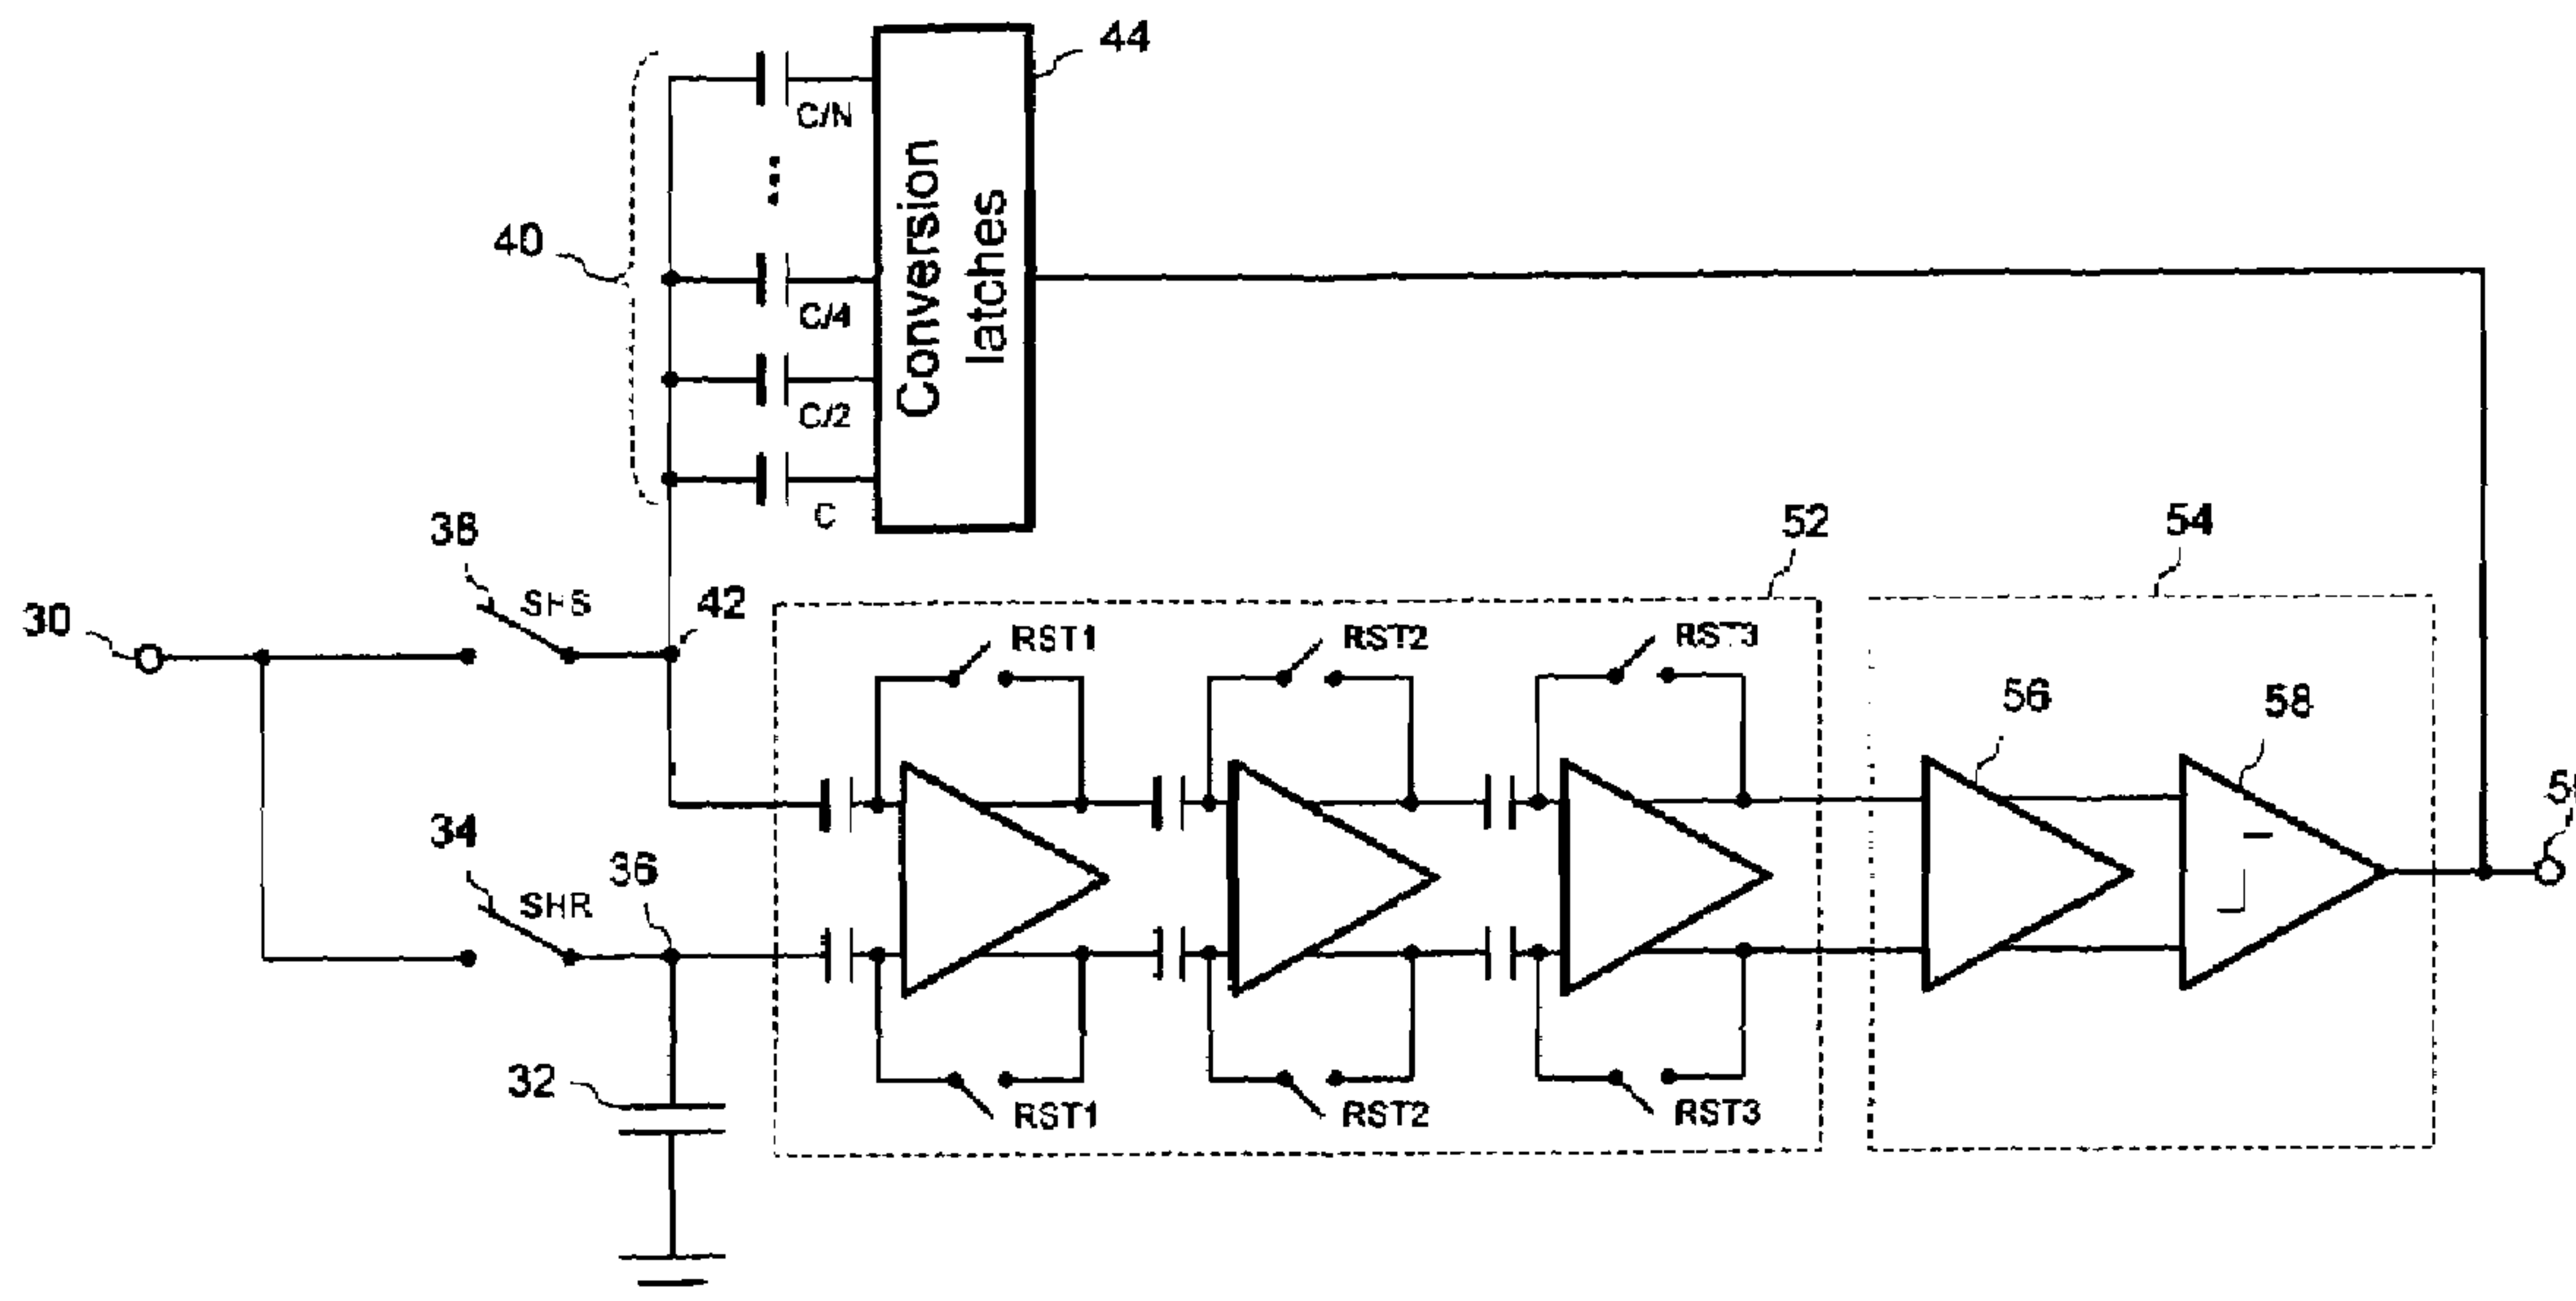 44
C/N
40
C/4
C/2
C
Conversion
latches
38
SHS
42
52
54
30
RST1
RST2
RST3
56
58
34
SHR
36
32
RST1
RST2
RST3